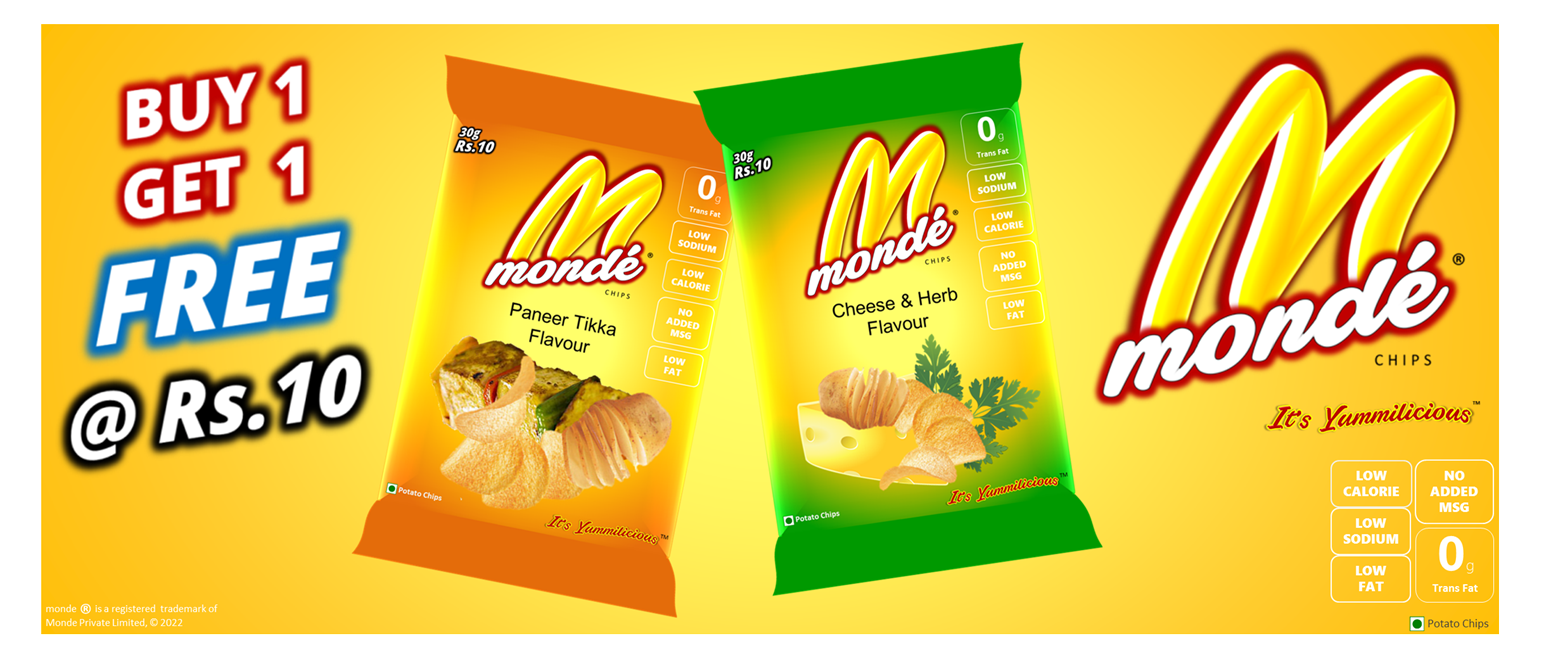 BUY 1
GET 1
FREE
@ Rs.10
30g
Rs.10
mondé®
CHIPS
Paneer Tikka
Flavour
0g
Trans Fat
LOW
SODIUM
LOW
CALORIE
NO
ADDED
MSG
LOW
FAT
Potato Chips
It's Yummilicious™
30g
Rs.10
mondé®
CHIPS
Cheese & Herb
Flavour
0g
Trans Fat
LOW
SODIUM
LOW
CALORIE
NO
ADDED
MSG
LOW
FAT
Potato Chips
It's Yummilicious™
M
mondé®
CHIPS
It's Yummilicious™
LOW
CALORIE
NO
ADDED
MSG
LOW
SODIUM
LOW
FAT
0g
Trans Fat
Potato Chips
monde ® is a registered trademark of
Monde Private Limited, © 2022